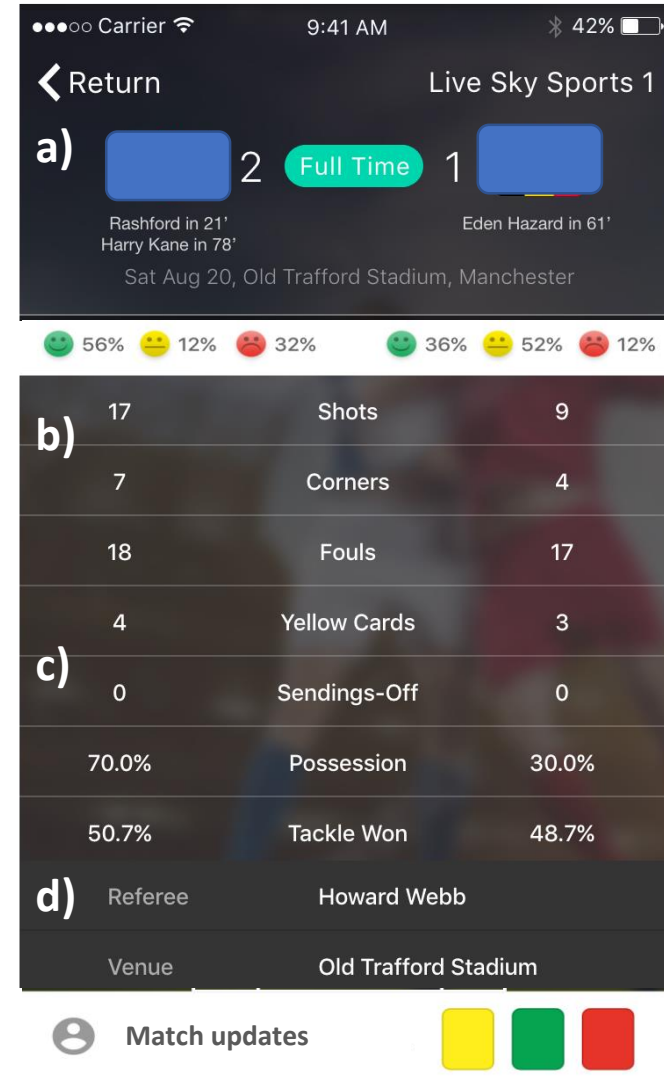 Carrier 9:41 AM 42%
Return Live Sky Sports 1
a) 2 Full Time 1
Rashford in 21’ Eden Hazard in 61’
Harry Kane in 78’
Sat Aug 20, Old Trafford Stadium, Manchester
56% 12% 32% 36% 52% 12%
b) 17 Shots 9
7 Corners 4
18 Fouls 17
4 Yellow Cards 3
c) 0 Sendings-Off 0
70.0% Possession 30.0%
50.7% Tackle Won 48.7%
d) Referee Howard Webb
Venue Old Trafford Stadium
Match updates